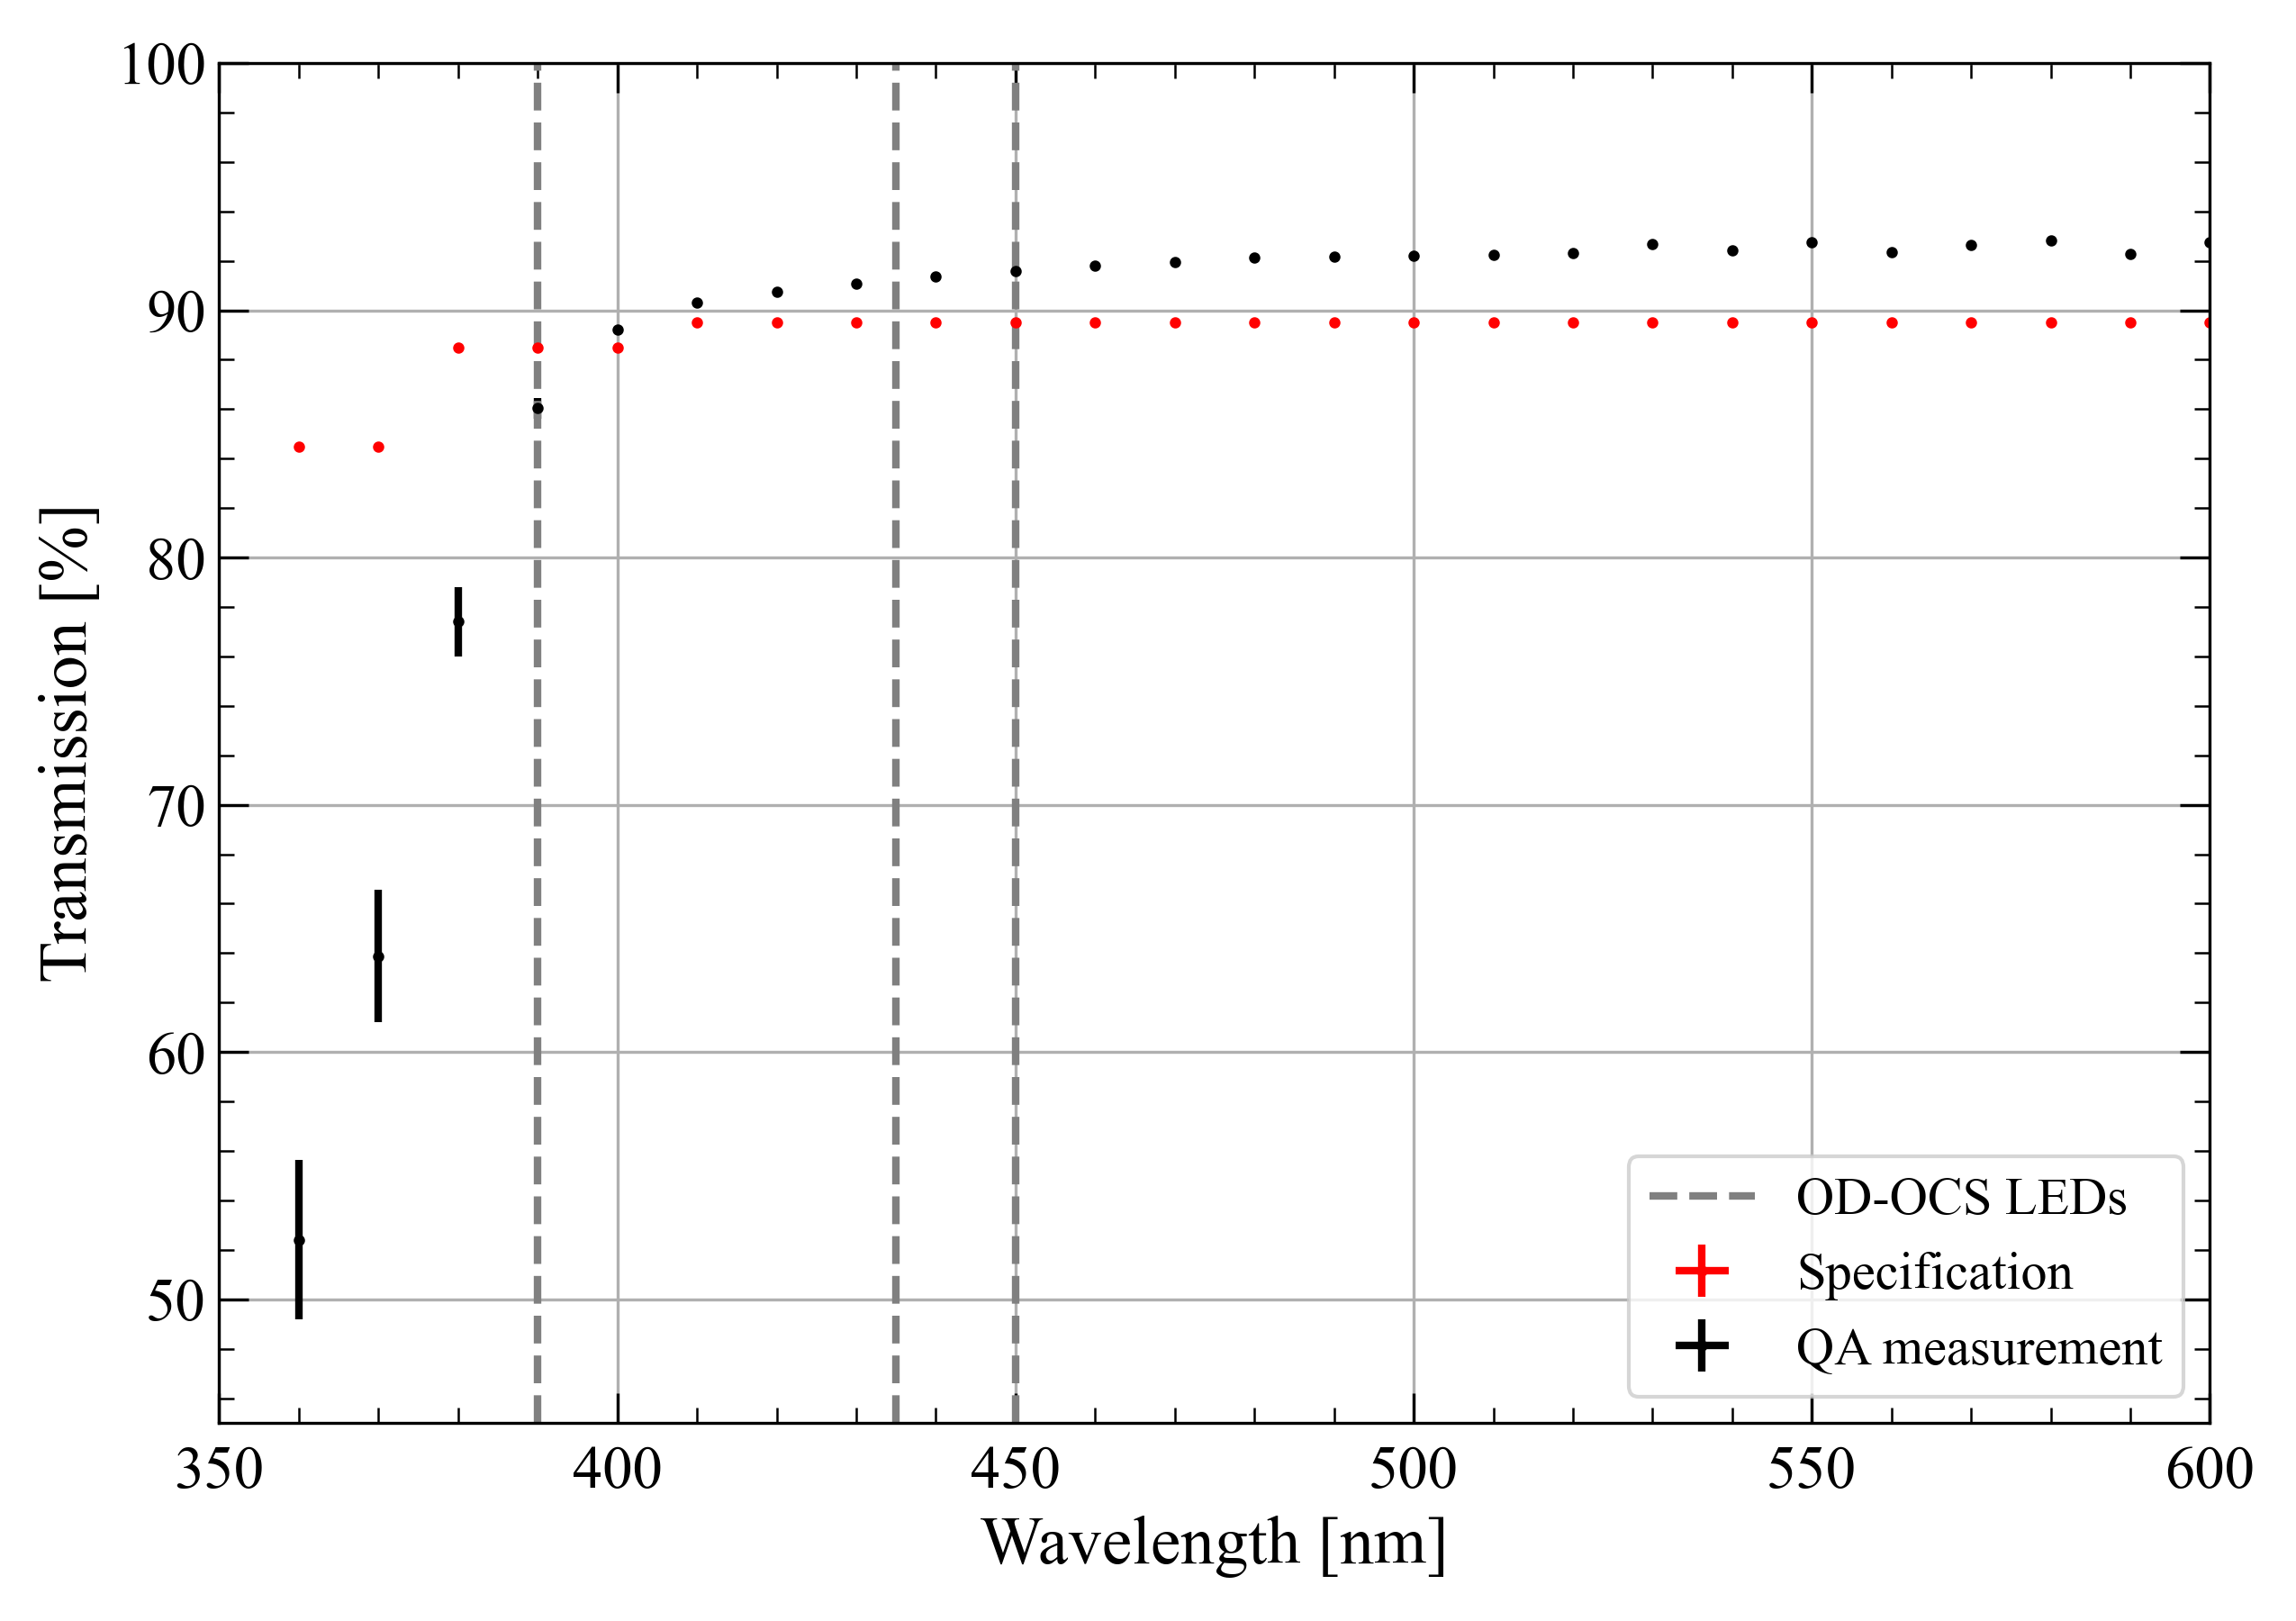 100
90
80
70
60
50
Transmission [%]
350 400 450 500 550 600
Wavelength [nm]
OD-OCS LEDs
Specification
QA measurement